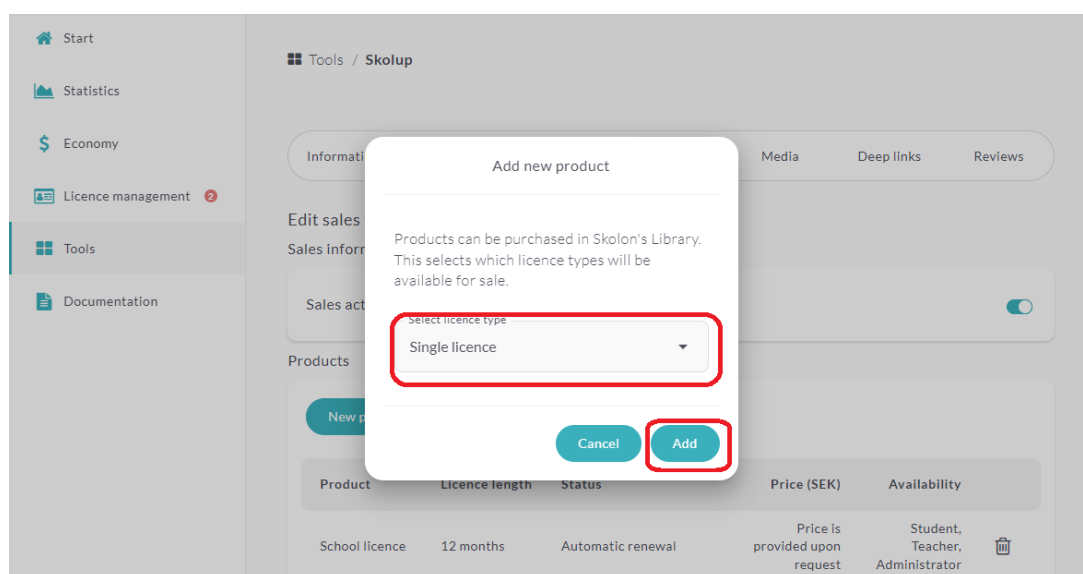 Start
Tools / Skolup
Statistics
Economy
Media Deep links Reviews
Add new product
Licence management 2
Edit sales
Tools
Sales
Products can be purchased in Skolon's Library.
This selects which licence types will be
available for sale.
Documentation
Sales
Select licence type
Single licence
Products
New
Cancel Add
Product Licence length Status Price (SEK) Availability
School licence 12 months Automatic renewal Price is provided upon request Student, Teacher, Administrator